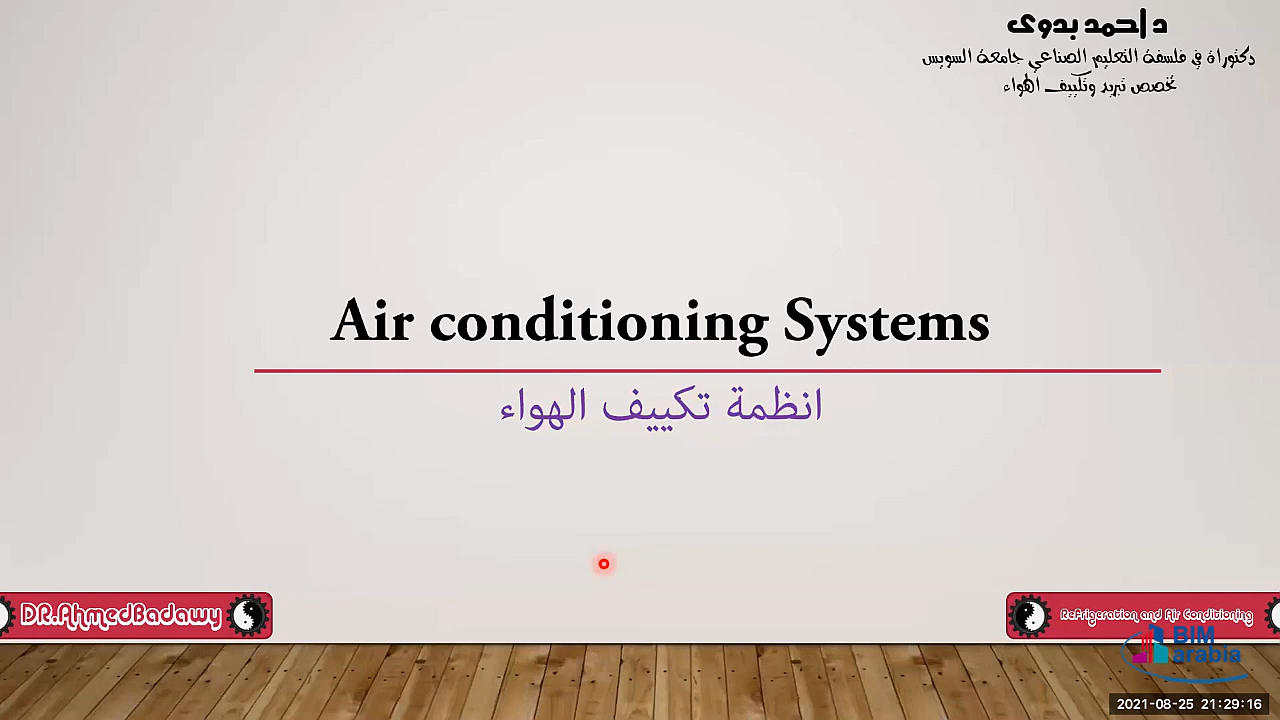 د احمد بدوى
دكتوراة في فلسفة التعليم الصناعي جامعة السويس
تخصص تبريد وتكييف الهواء
Air conditioning Systems
انظمة تكييف الهواء
DR.AhmedBadawy
Refrigeration and Air Conditioning
BIM
arabia
2021-08-25 21:29:16